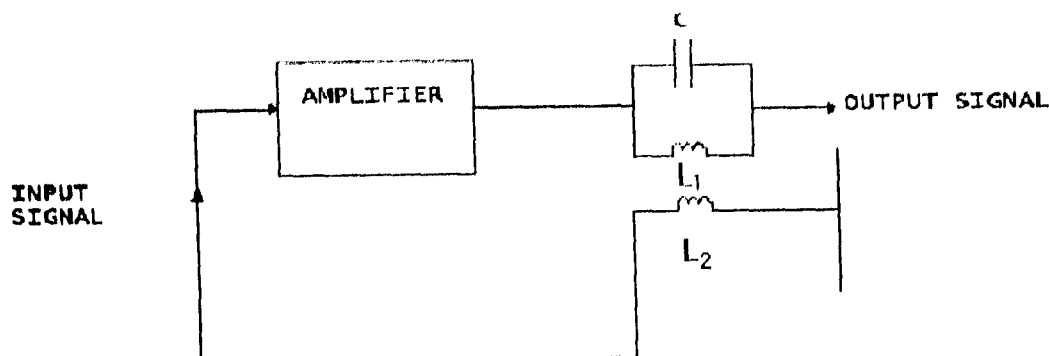 C
AMPLIFIER
OUTPUT SIGNAL
L₁
INPUT
SIGNAL
L₂